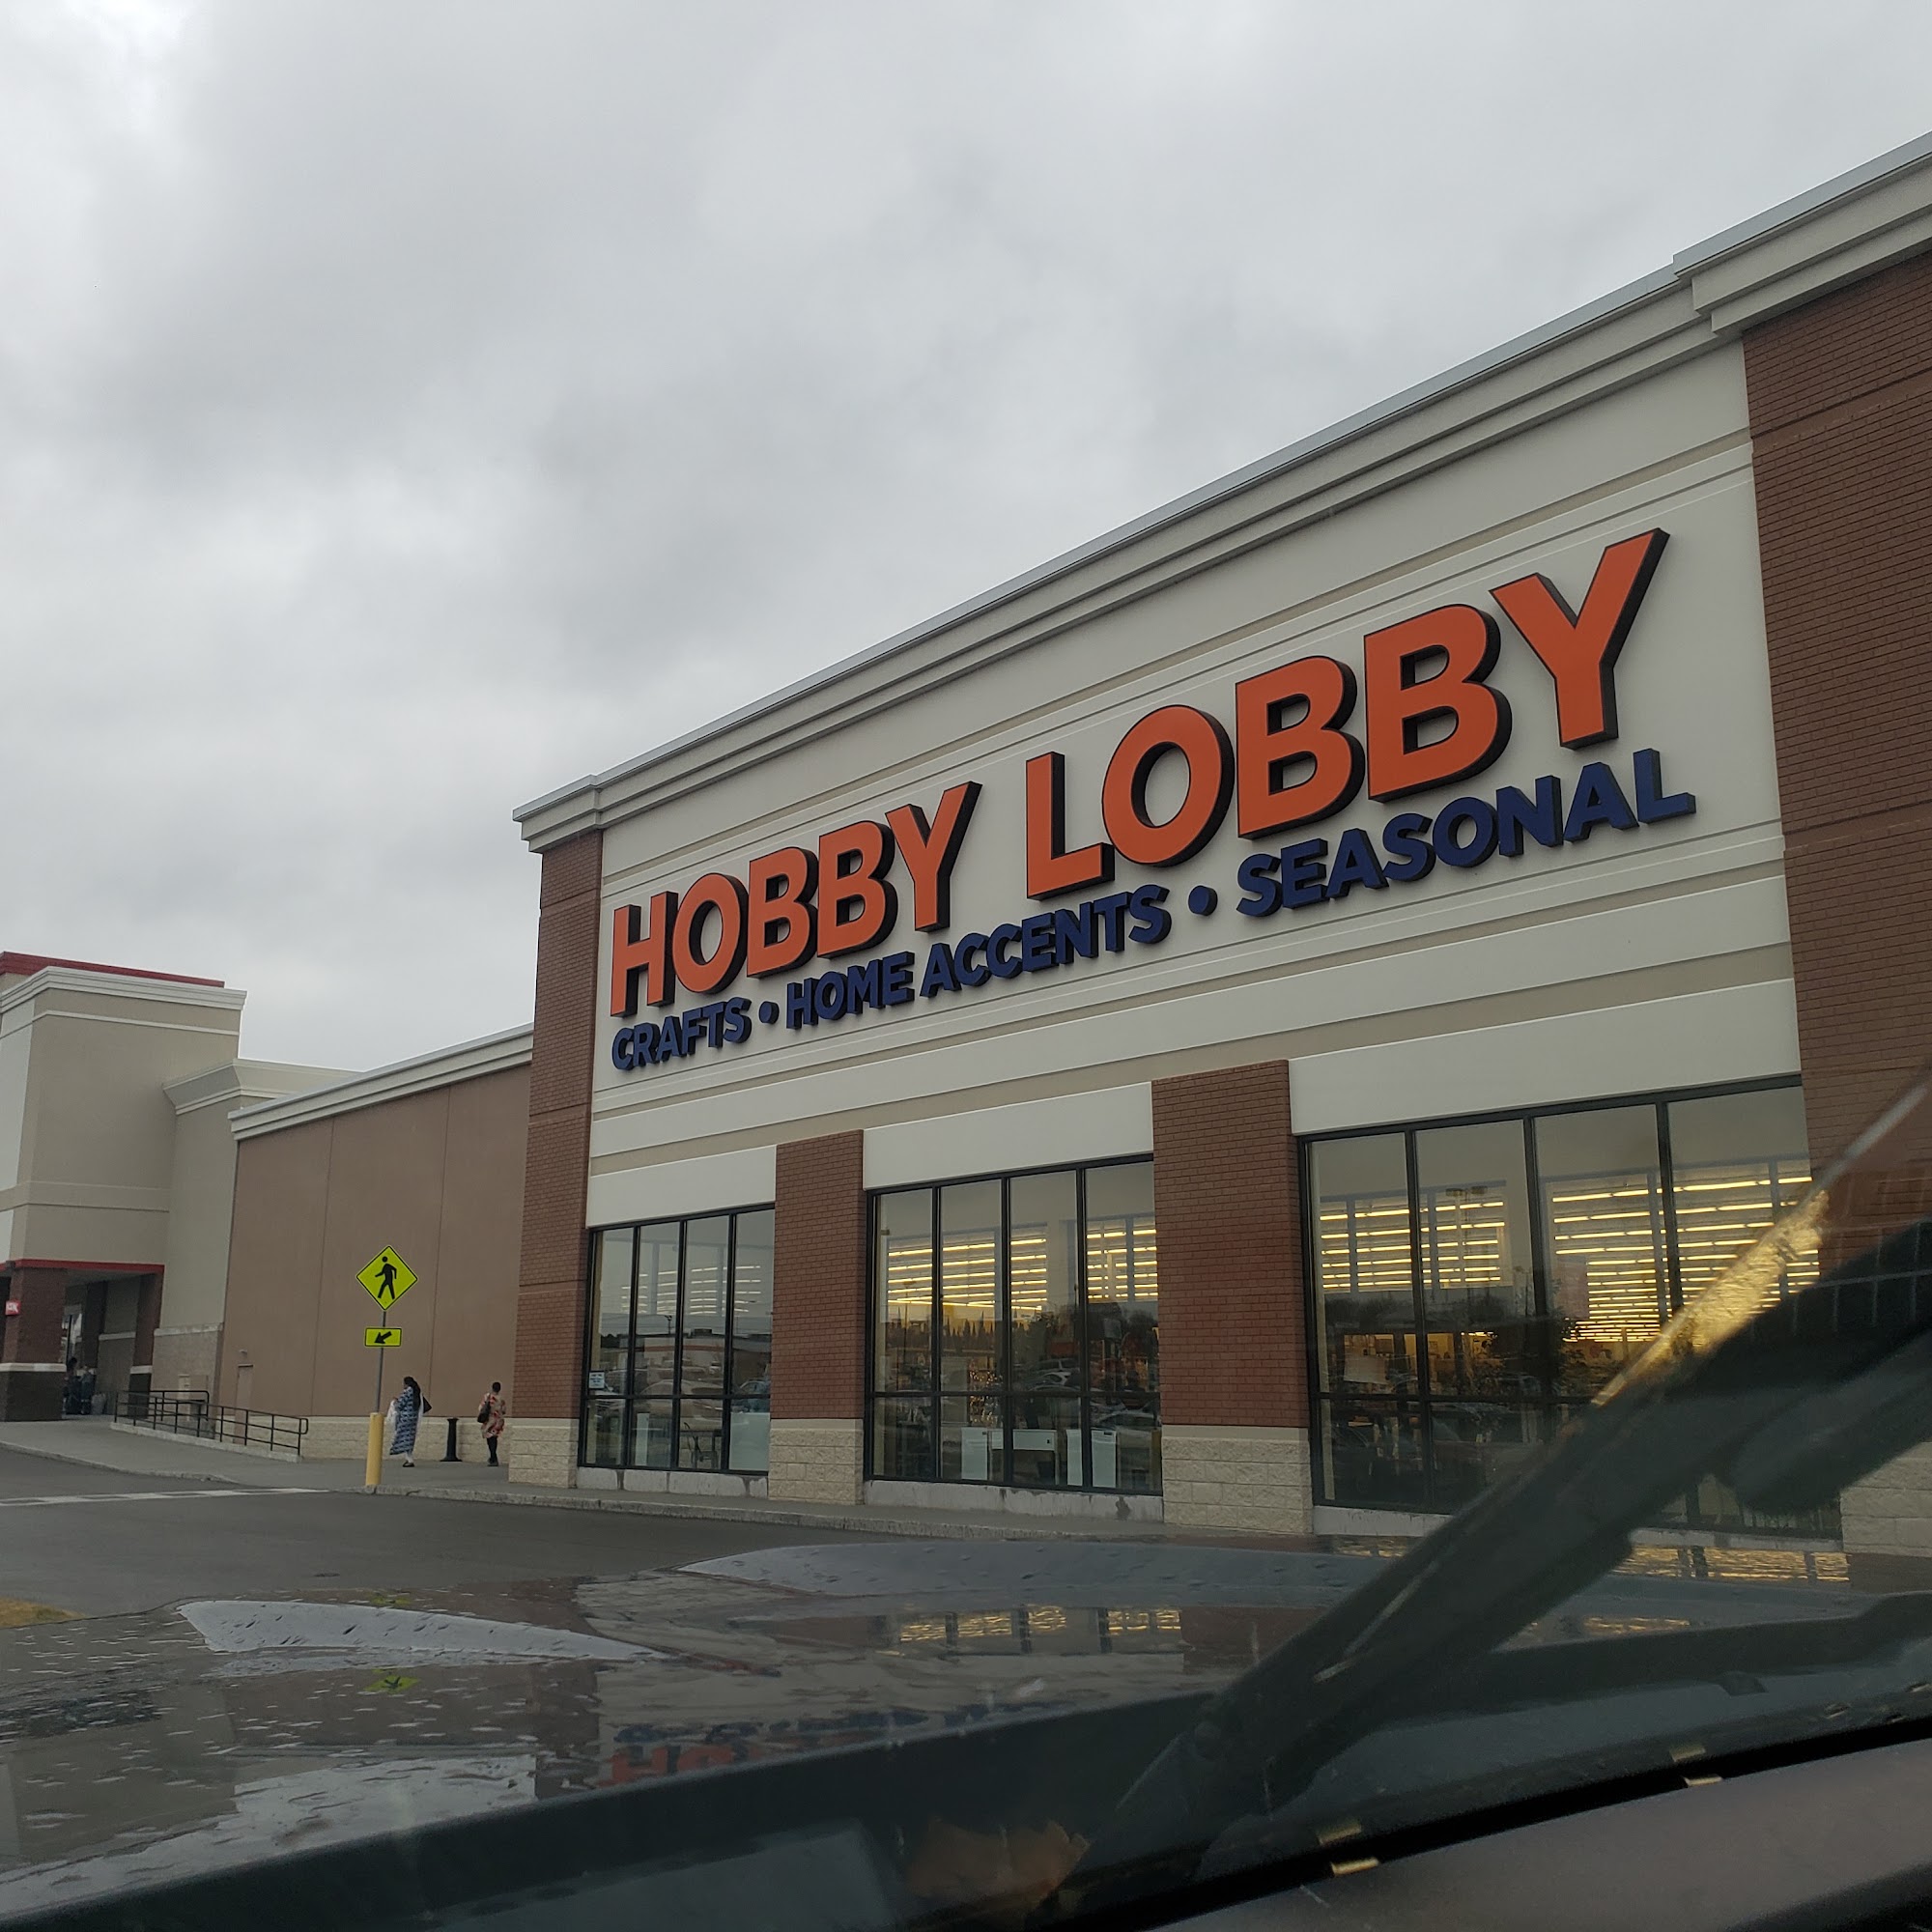 HOBBY LOBBY
CRAFTS • HOME ACCENTS • SEASONAL